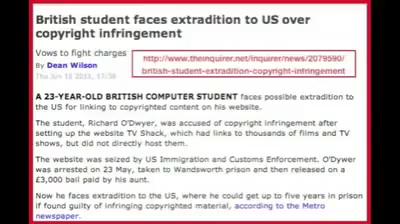 British student faces extradition to US over
copyright infringement
Vows to fight charges
By Dean Wilson
Thu Jun 16 2011, 17:38
http://www.theinquirer.net/inquirer/news/2079590/
british-student-extradition-copyright-infringement
A 23-YEAR-OLD BRITISH COMPUTER STUDENT faces possible extradition to
the US for linking to copyrighted content on his website.
The student, Richard O'Dwyer, was accused of copyright infringement after
setting up the website TV Shack, which had links to thousands of films and TV
shows, but did not directly host them.
The website was seized by US Immigration and Customs Enforcement. O'Dywer
was arrested on 23 May, taken to Wandsworth prison and then released on a
£3,000 bail paid by his aunt.
Now he faces extradition to the US, where he could get up to five years in prison
if found guilty of infringing copyrighted material, according to the Metro
newspaper.